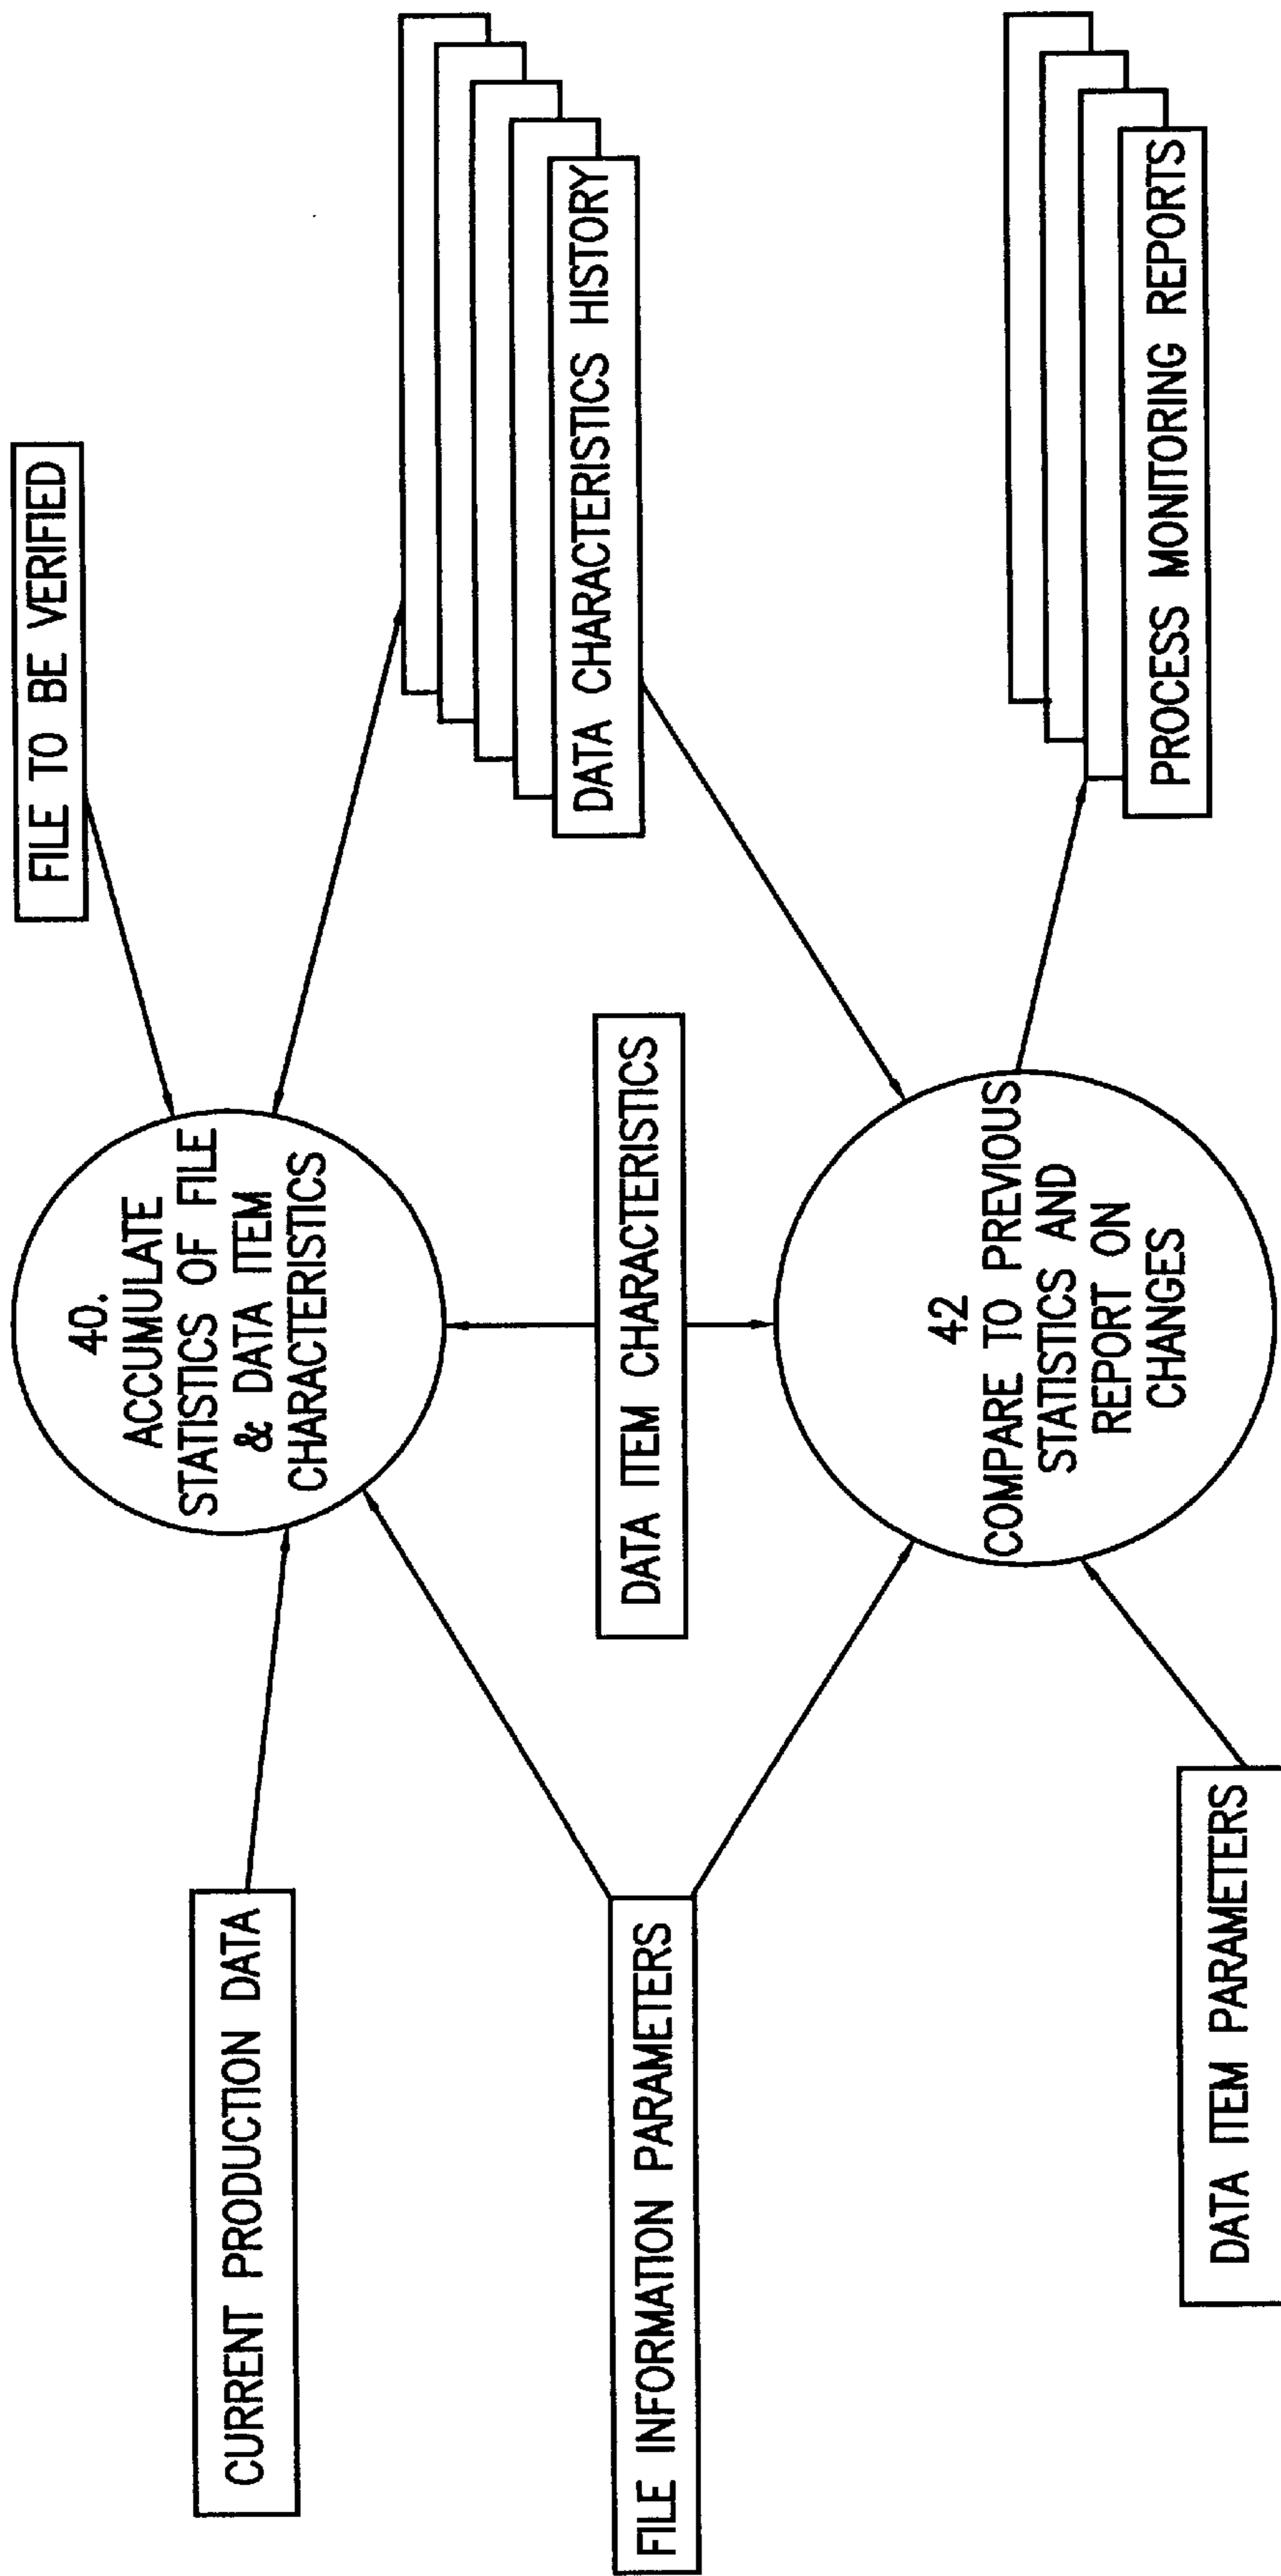 FILE TO BE VERIFIED
40.
ACCUMULATE
STATISTICS OF FILE
& DATA ITEM
CHARACTERISTICS
CURRENT PRODUCTION DATA
DATA CHARACTERISTICS HISTORY
DATA ITEM CHARACTERISTICS
FILE INFORMATION PARAMETERS
42
COMPARE TO PREVIOUS
STATISTICS AND
REPORT ON
CHANGES
PROCESS MONITORING REPORTS
DATA ITEM PARAMETERS